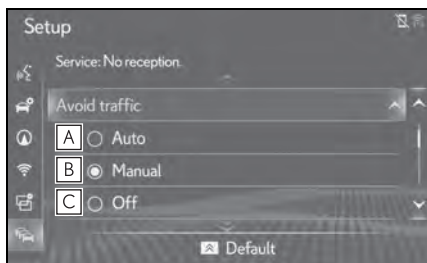 Setup
Service: No reception.
Avoid traffic
A Auto
B Manual
C Off
Default